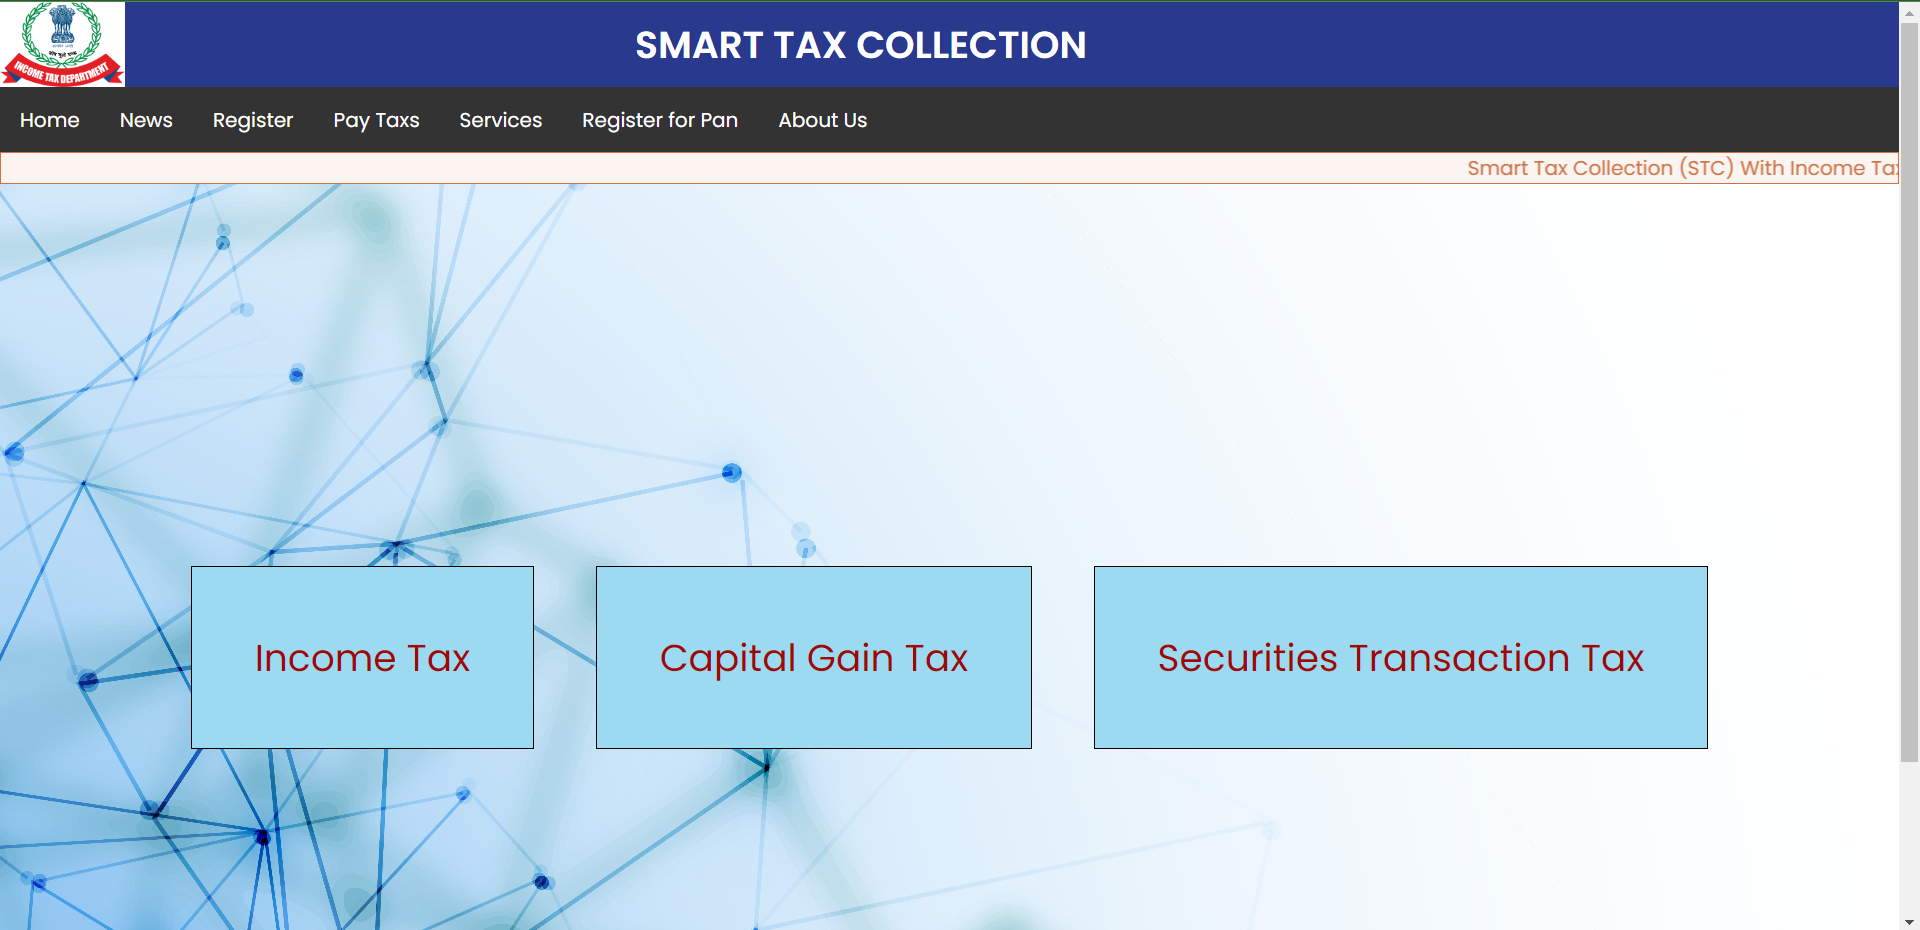 INCOME TAX DEPARTMENT
SMART TAX COLLECTION
Home News Register Pay Taxs Services Register for Pan About Us
Smart Tax Collection (STC) With Income
Income Tax Capital Gain Tax Securities Transaction Tax